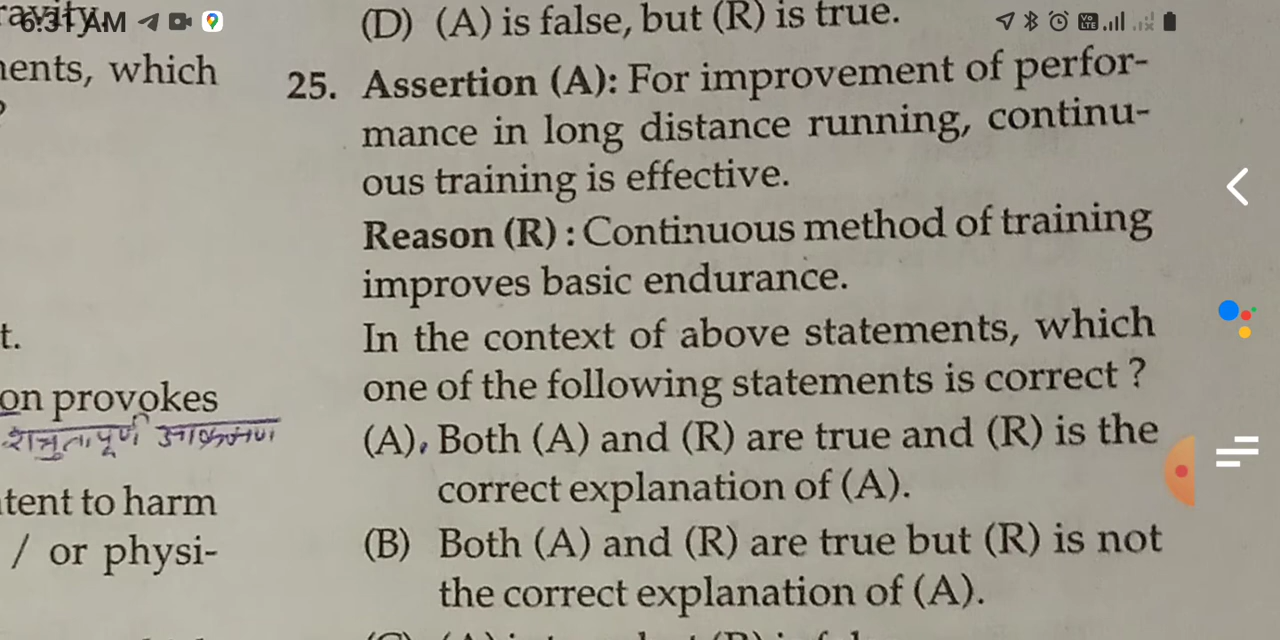 6:31 AM
ravity.
ents, which
t.
on provokes
शत्रुतापूर्ण आक्रमण
tent to harm
/ or physi-
(D) (A) is false, but (R) is true.
25. Assertion (A): For improvement of perfor-
mance in long distance running, continu-
ous training is effective.
Reason (R) : Continuous method of training
improves basic endurance.
In the context of above statements, which
one of the following statements is correct ?
(A). Both (A) and (R) are true and (R) is the
correct explanation of (A).
(B) Both (A) and (R) are true but (R) is not
the correct explanation of (A).